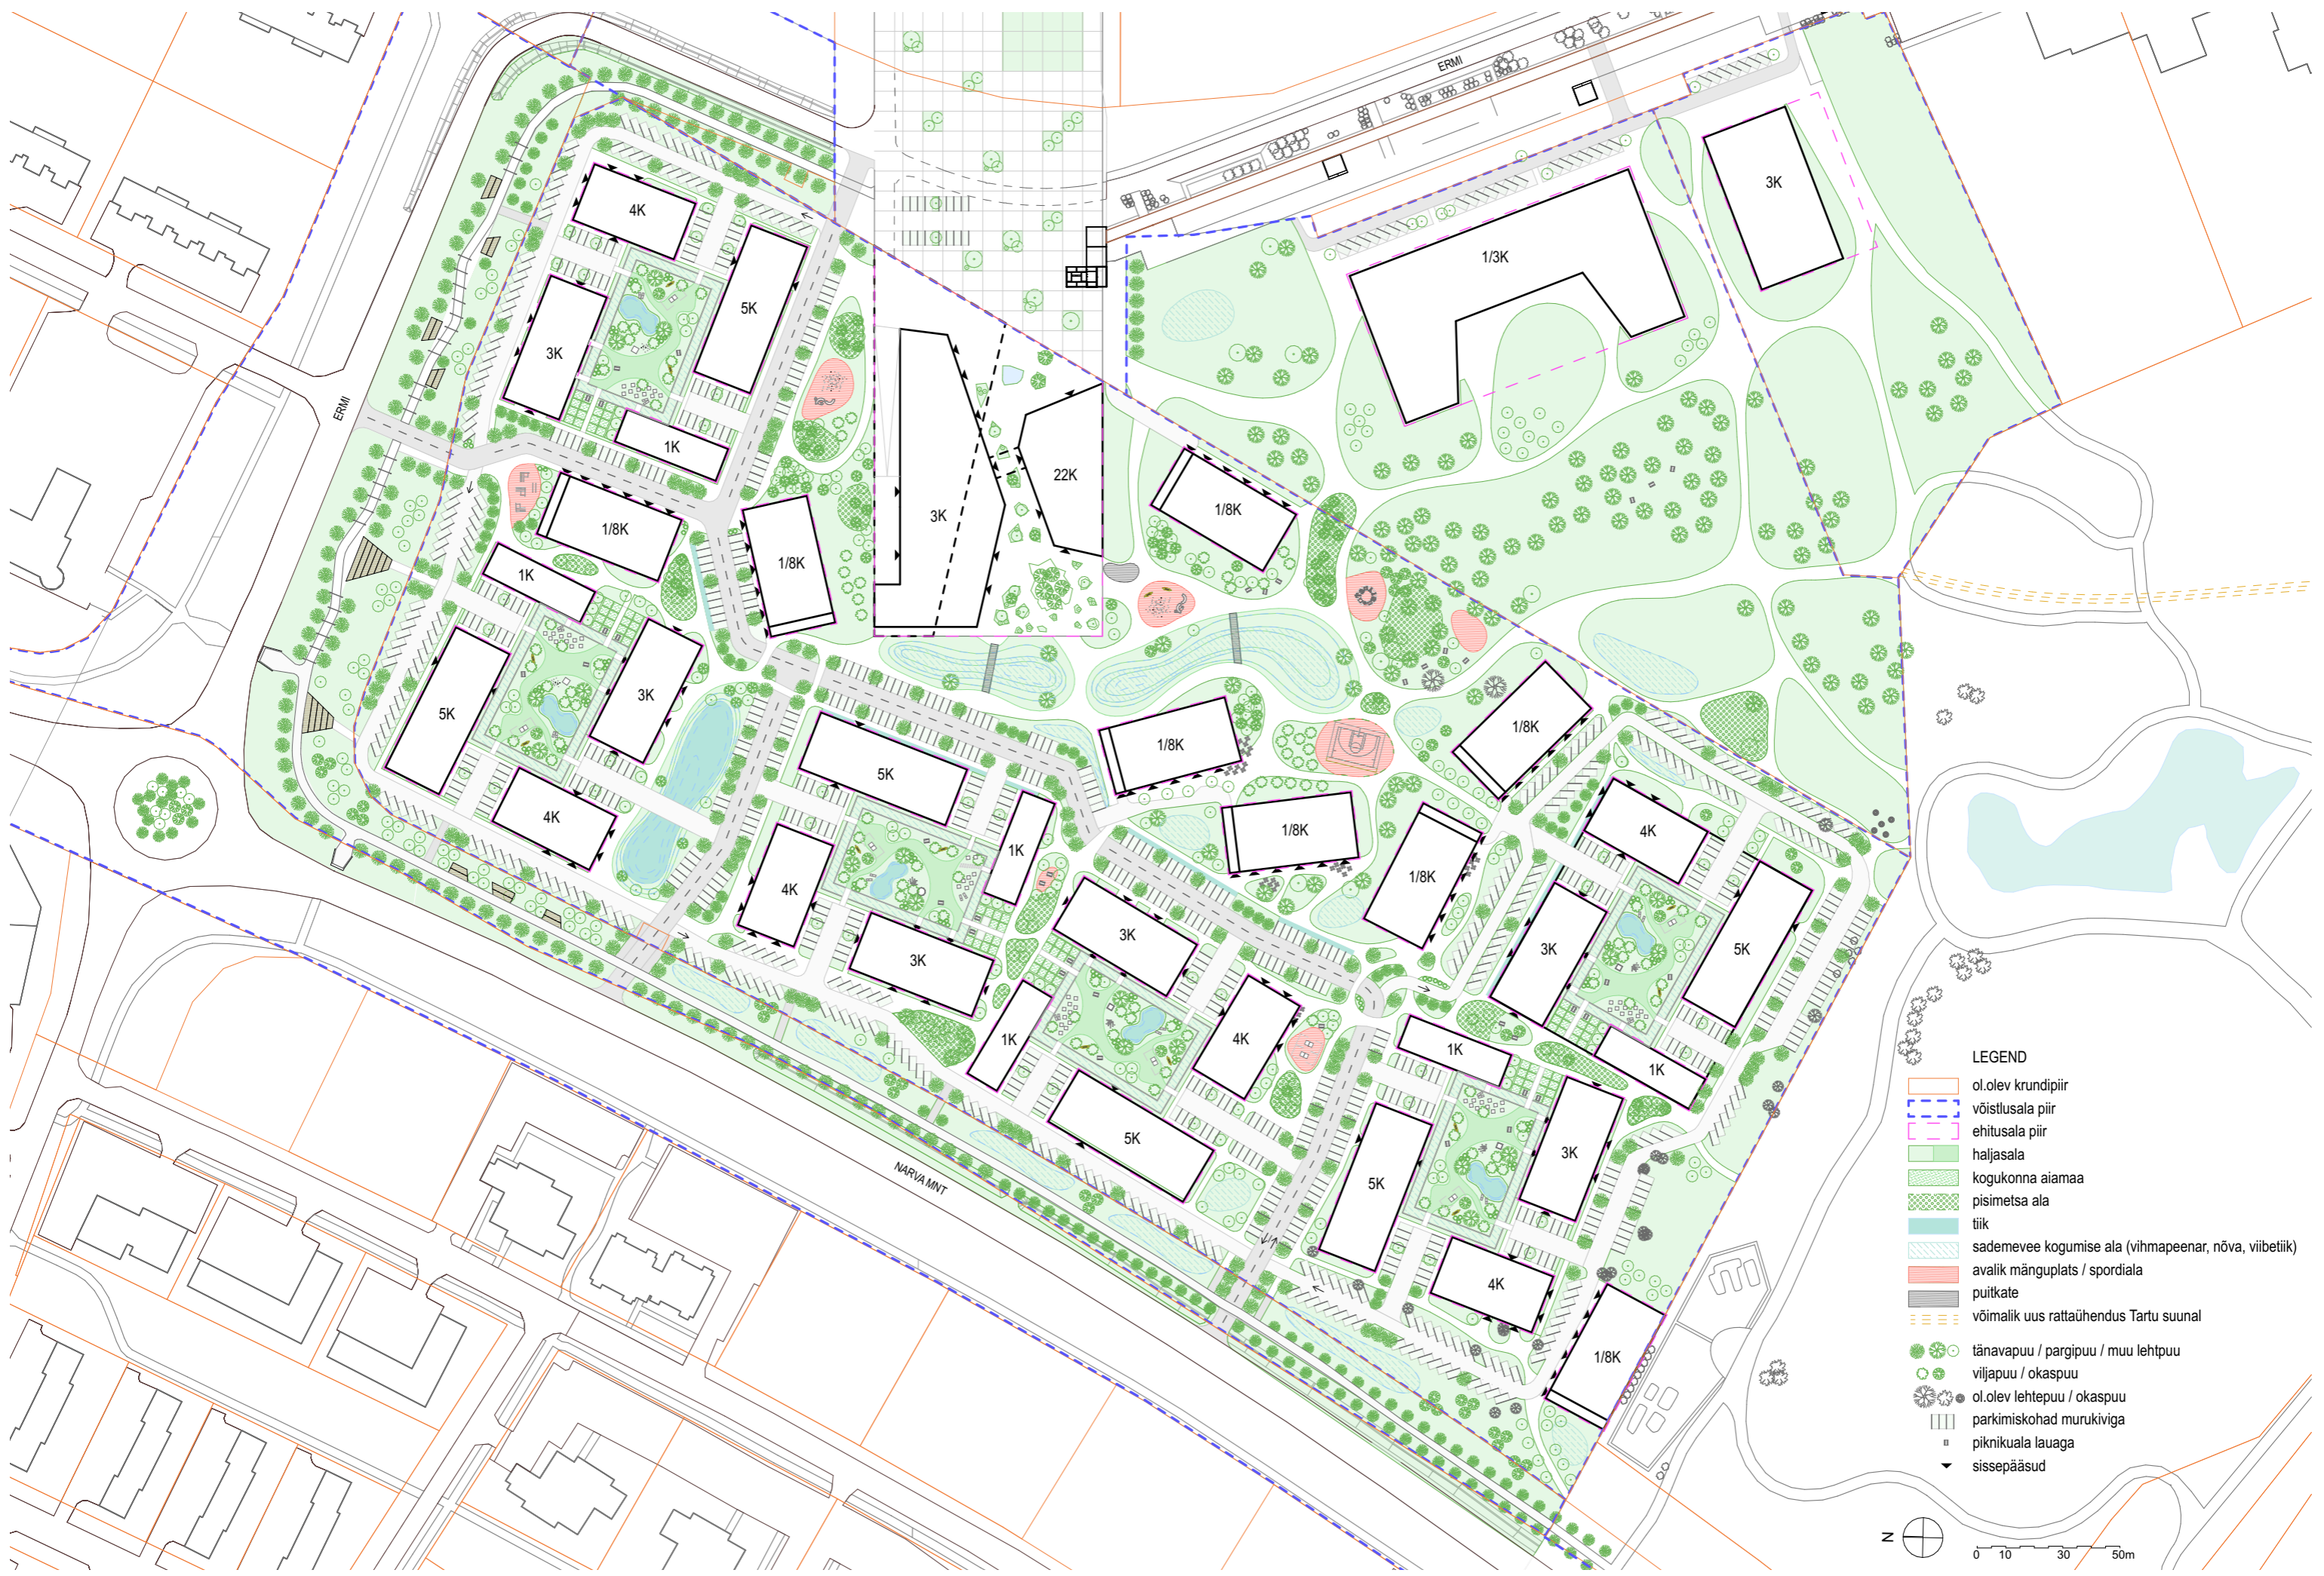 ERMI
ERMI
3K
4K
1/3K
5K
3K
1K
22K
3K
1/8K
1/8K
1/8K
1K
3K
5K
1/8K
1/8K
5K
4K
1/8K
4K
1K
1/8K
4K
3K
5K
3K
3K
1K
4K
1K
1K
5K
3K
5K
4K
1/8K
NARVA MNT
LEGEND
ol.olev krundipiir
võistlusala piir
ehitusala piir
haljasala
kogukonna aiamaa
pisimetsa ala
tiik
sademevee kogumise ala (vihmapeenar, nõva, viibetiik)
avalik mänguplats / spordiala
puitkate
võimalik uus rattaühendus Tartu suunal
tänavapuu / pargipuu / muu lehtpuu
viljapuu / okaspuu
ol.olev lehtepuu / okaspuu
parkimiskohad murukiviga
piknikuala lauaga
sissepääsud
N
0 10 30 50m